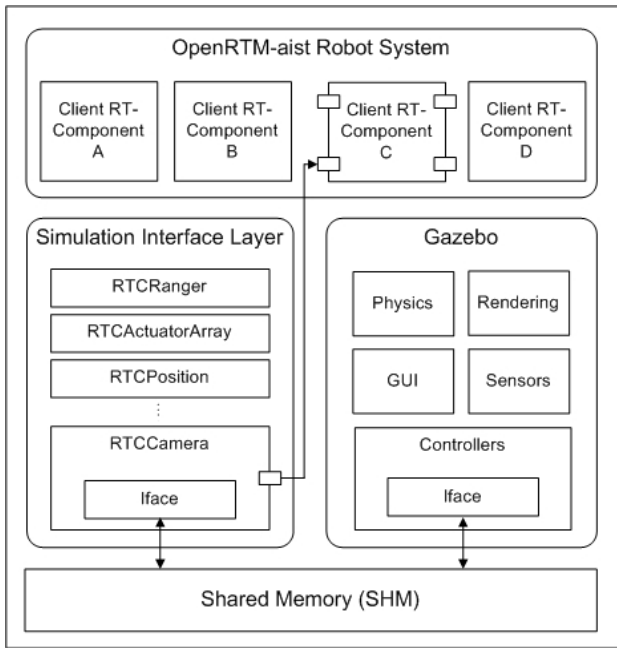 OpenRTM-aist Robot System
Client RT-
Component
A
Client RT-
Component
B
Client RT-
Component
C
Client RT-
Component
D
Simulation Interface Layer
RTCRanger
RTCActuatorArray
RTCPosition
RTCCamera
Iface
Gazebo
Physics
Rendering
GUI
Sensors
Controllers
Iface
Shared Memory (SHM)